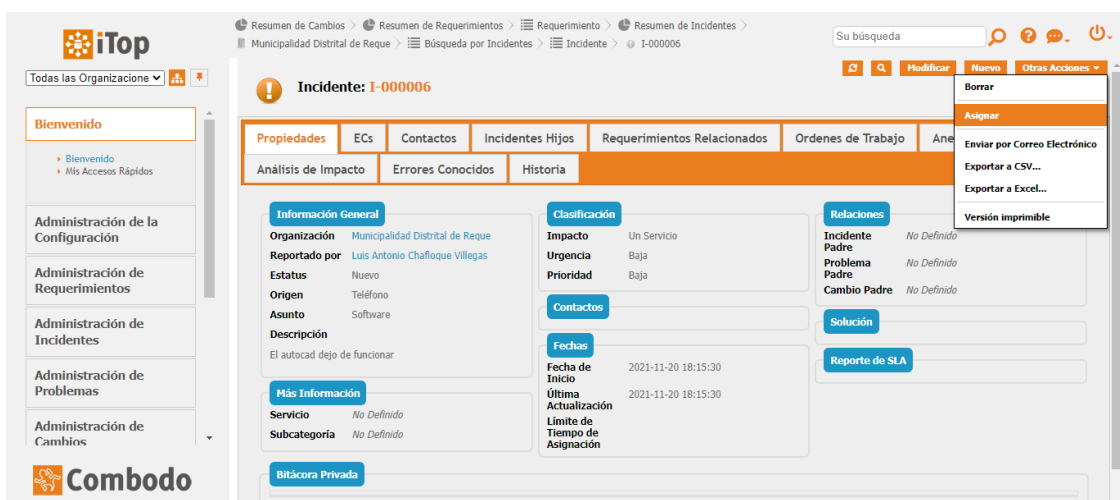 iTop
Todas las Organizacione
Resumen de Cambios > Resumen de Requerimientos > Requerimiento > Resumen de Incidentes >
Municipalidad Distrital de Reque > Búsqueda por Incidentes > Incidente > I-000006
Su búsqueda
Modificar Nuevo Otras Acciones
Incidente: I-000006
Borrar
Asignar
Enviar por Correo Electrónico
Exportar a CSV...
Exportar a Excel...
Versión imprimible
Bienvenido
Bienvenido
Mis Accesos Rápidos
Administración de la
Configuración
Administración de
Requerimientos
Administración de
Incidentes
Administración de
Problemas
Administración de
Cambios
Combodo
Propiedades ECs Contactos Incidentes Hijos Requerimientos Relacionados Ordenes de Trabajo Ane
Análisis de Impacto Errores Conocidos Historia
Información General
Organización Municipalidad Distrital de Reque
Reportado por Luis Antonio Chafloque Villegas
Estatus Nuevo
Origen Teléfono
Asunto Software
Descripción
El autocad dejo de funcionar
Más Información
Servicio No Definido
Subcategoría No Definido
Clasificación
Impacto Un Servicio
Urgencia Baja
Prioridad Baja
Contactos
Fechas
Fecha de
Inicio 2021-11-20 18:15:30
Última
Actualización 2021-11-20 18:15:30
Límite de
Tiempo de
Asignación
Relaciones
Incidente
Padre No Definido
Problema
Padre No Definido
Cambio Padre No Definido
Solución
Reporte de SLA
Bitácora Privada